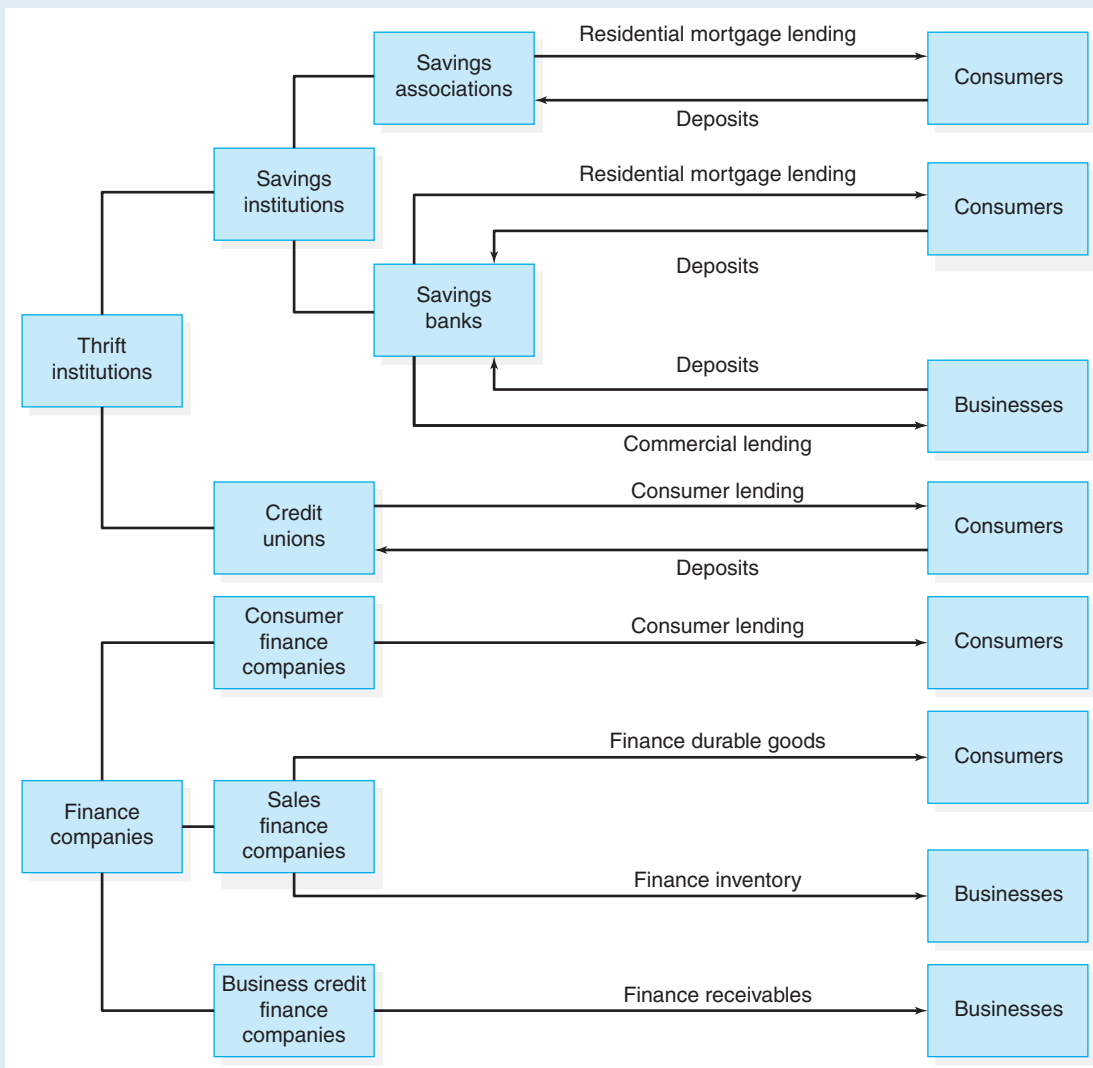 Residential mortgage lending
Savings
associations
Consumers
Deposits
Residential mortgage lending
Savings
institutions
Consumers
Deposits
Savings
banks
Thrift
institutions
Deposits
Businesses
Commercial lending
Consumer lending
Credit
unions
Consumers
Deposits
Consumer
finance
companies
Consumer lending
Consumers
Finance durable goods
Consumers
Finance
companies
Sales
finance
companies
Finance inventory
Businesses
Business credit
finance
companies
Finance receivables
Businesses